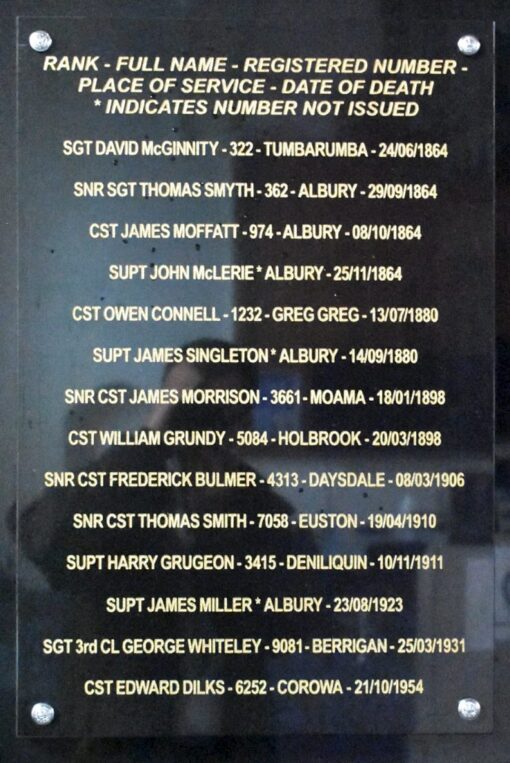 RANK - FULL NAME - REGISTERED NUMBER -
PLACE OF SERVICE - DATE OF DEATH
* INDICATES NUMBER NOT ISSUED
SGT DAVID McGINNITY - 322 - TUMBARUMBA - 24/06/1864
SNR SGT THOMAS SMYTH - 362 - ALBURY - 29/09/1864
CST JAMES MOFFATT - 974 - ALBURY - 08/10/1864
SUPT JOHN McLERIE * ALBURY - 25/11/1864
CST OWEN CONNELL - 1232 - GREG GREG - 13/07/1880
SUPT JAMES SINGLETON * ALBURY - 14/09/1880
SNR CST JAMES MORRISON - 3661 - MOAMA - 18/01/1898
CST WILLIAM GRUNDY - 5084 - HOLBROOK - 20/03/1898
SNR CST FREDERICK BULMER - 4313 - DAYSDALE - 08/03/1906
SNR CST THOMAS SMITH - 7058 - EUSTON - 19/04/1910
SUPT HARRY GRUGEON - 3415 - DENILIQUIN - 10/11/1911
SUPT JAMES MILLER * ALBURY - 23/08/1923
SGT 3rd CL GEORGE WHITELEY - 9081 - BERRIGAN - 25/03/1931
CST EDWARD DILKS - 6252 - COROWA - 21/10/1954